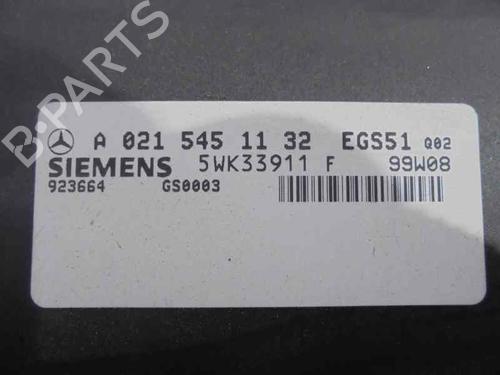 B-PARTS
A 021 545 11 32 EGS51 Q02
SIEMENS 5WK33911 F 99W08
923664 GS0003